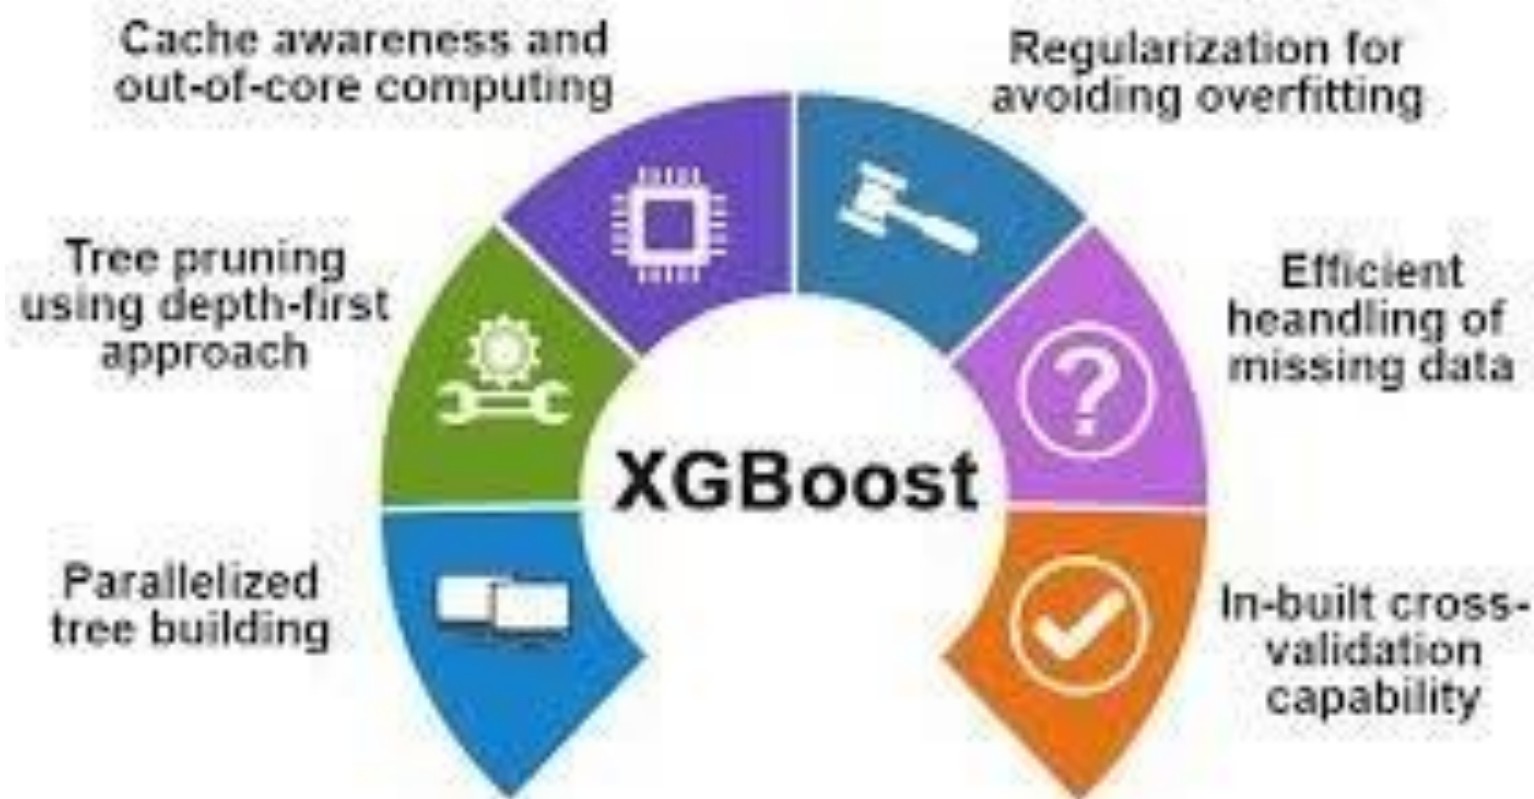 Cache awareness and
out-of-core computing
Regularization for
avoiding overfitting
Tree pruning
using depth-first
approach
Efficient
heandling of
missing data
XGBoost
Parallelized
tree building
In-built cross-
validation
capability